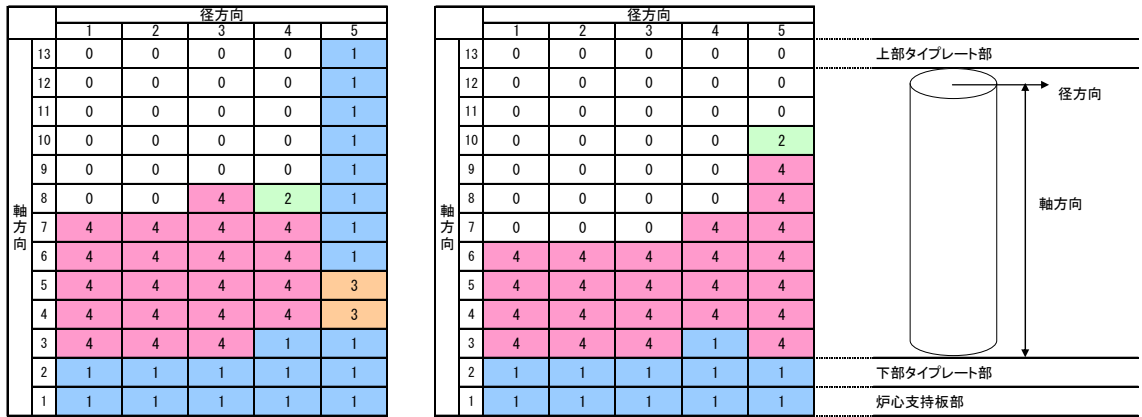 径方向
1 2 3 4 5
軸方向
13 0 0 0 0 1
12 0 0 0 0 1
11 0 0 0 0 1
10 0 0 0 0 1
9 0 0 0 0 1
8 0 0 4 2 1
7 4 4 4 4 1
6 4 4 4 4 1
5 4 4 4 4 3
4 4 4 4 4 3
3 4 4 4 1 1
2 1 1 1 1 1
1 1 1 1 1 1
径方向
1 2 3 4 5
軸方向
13 0 0 0 0 0
12 0 0 0 0 0
11 0 0 0 0 0
10 0 0 0 0 2
9 0 0 0 0 4
8 0 0 0 0 4
7 0 0 0 4 4
6 4 4 4 4 4
5 4 4 4 4 4
4 4 4 4 4 4
3 4 4 4 1 4
2 1 1 1 1 1
1 1 1 1 1 1
上部タイプレート部
径方向
軸方向
下部タイプレート部
炉心支持板部